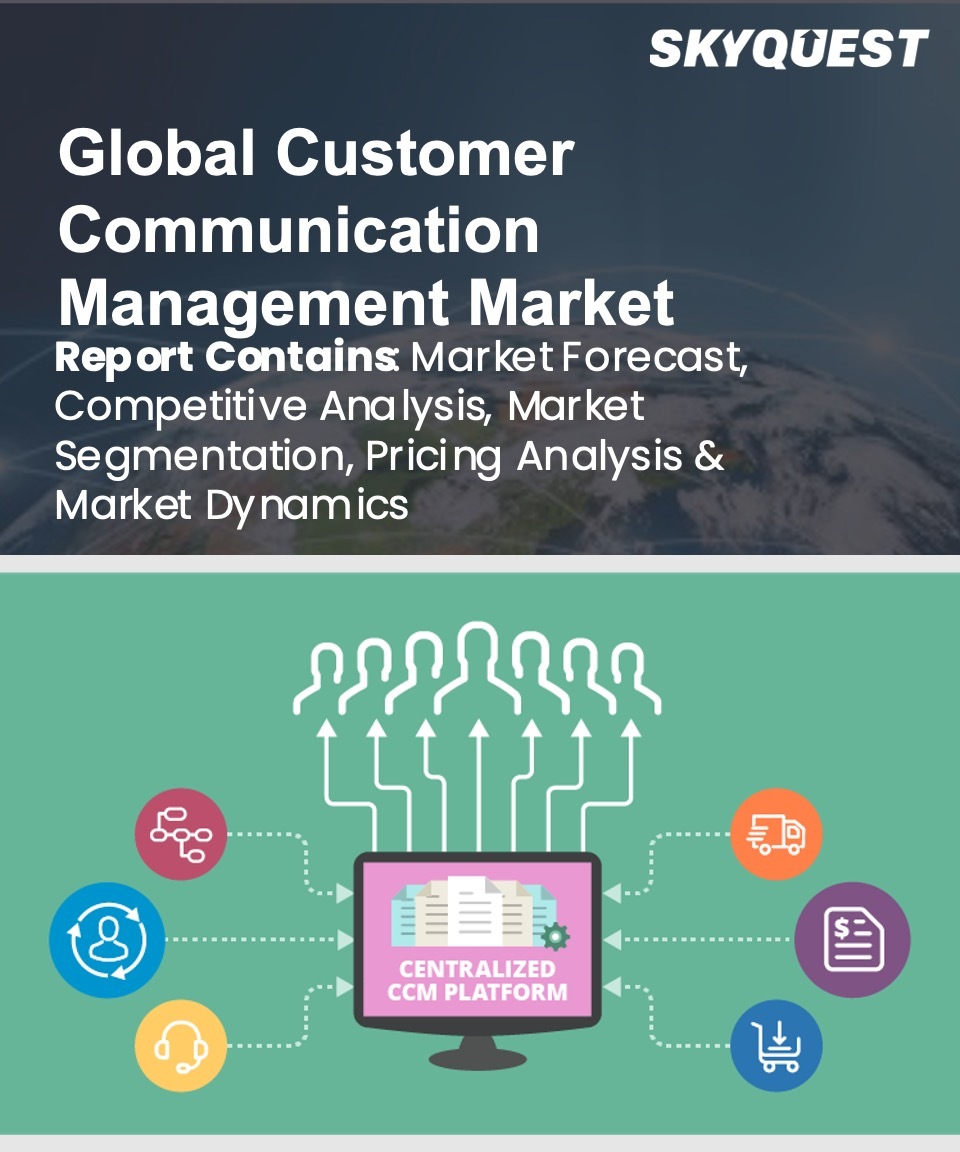 SKYQUEST
Global Customer
Communication
Management Market
Report Contains: Market Forecast,
Competitive Analysis, Market
Segmentation, Pricing Analysis &
Market Dynamics
$
CENTRALIZED
CCM PLATFORM